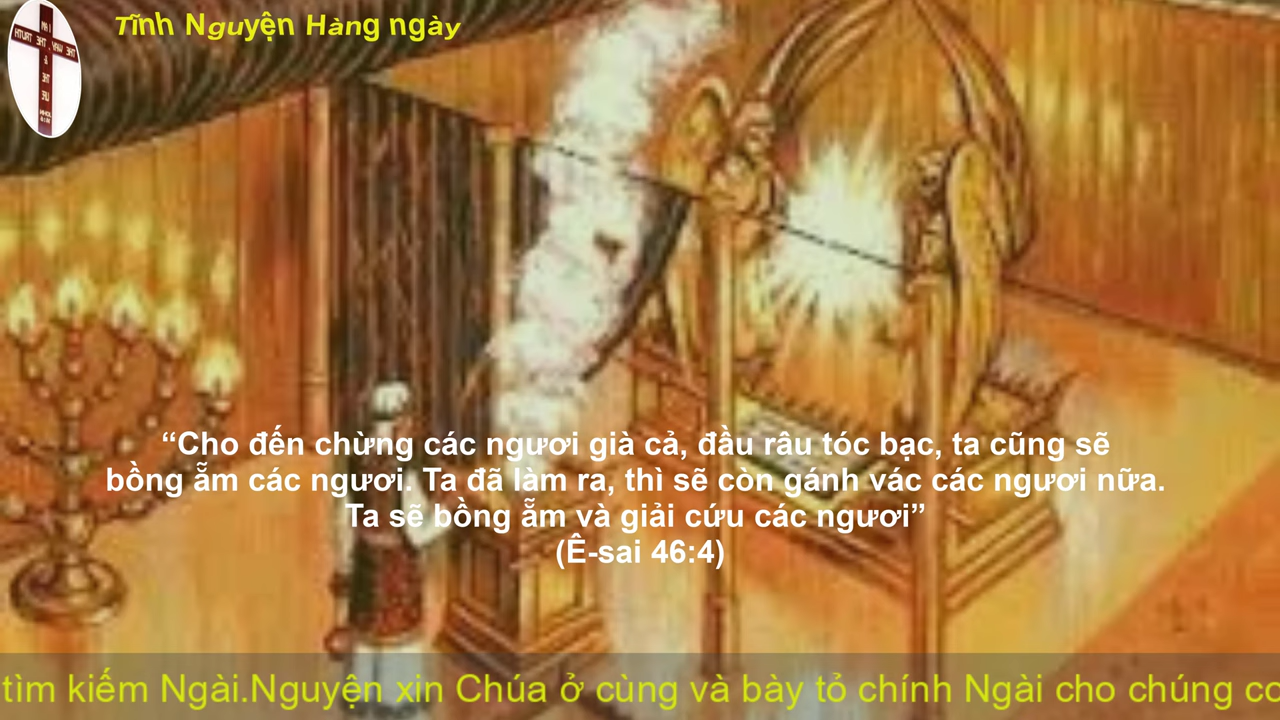 Tĩnh Nguyện Hàng ngày
“Cho đến chừng các ngươi già cả, đầu râu tóc bạc, ta cũng sẽ
bồng ẵm các ngươi. Ta đã làm ra, thì sẽ còn gánh vác các ngươi nữa.
Ta sẽ bồng ẵm và giải cứu các ngươi”
(Ê-sai 46:4)
tìm kiếm Ngài.Nguyện xin Chúa ở cùng và bày tỏ chính Ngài cho chúng